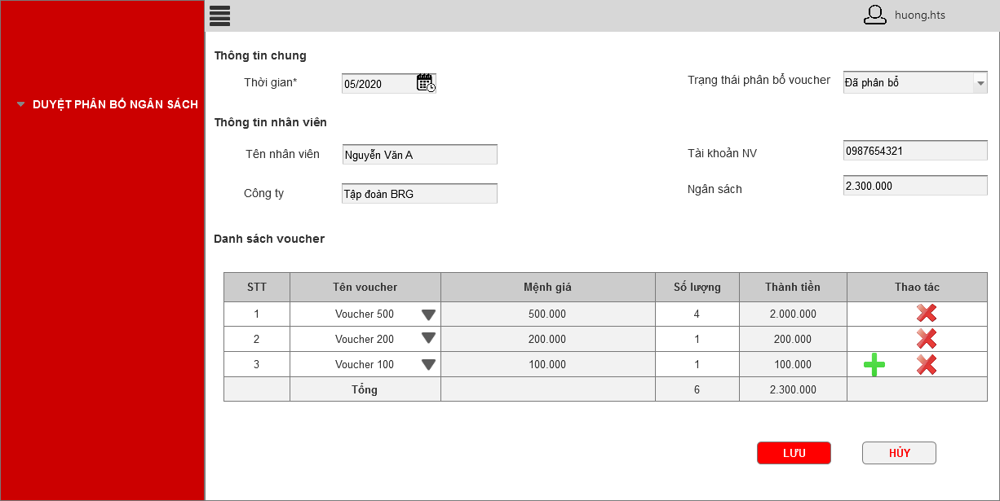 huong.hts
DUYỆT PHÂN BỔ NGÂN SÁCH
Thông tin chung
Thời gian* 05/2020 Trạng thái phân bổ voucher Đã phân bổ
Thông tin nhân viên
Tên nhân viên Nguyễn Văn A Tài khoản NV 0987654321
Công ty Tập đoàn BRG Ngân sách 2.300.000
Danh sách voucher
STT Tên voucher Mệnh giá Số lượng Thành tiền Thao tác
1 Voucher 500 500.000 4 2.000.000
2 Voucher 200 200.000 1 200.000
3 Voucher 100 100.000 1 100.000
Tổng 6 2.300.000
LƯU HỦY